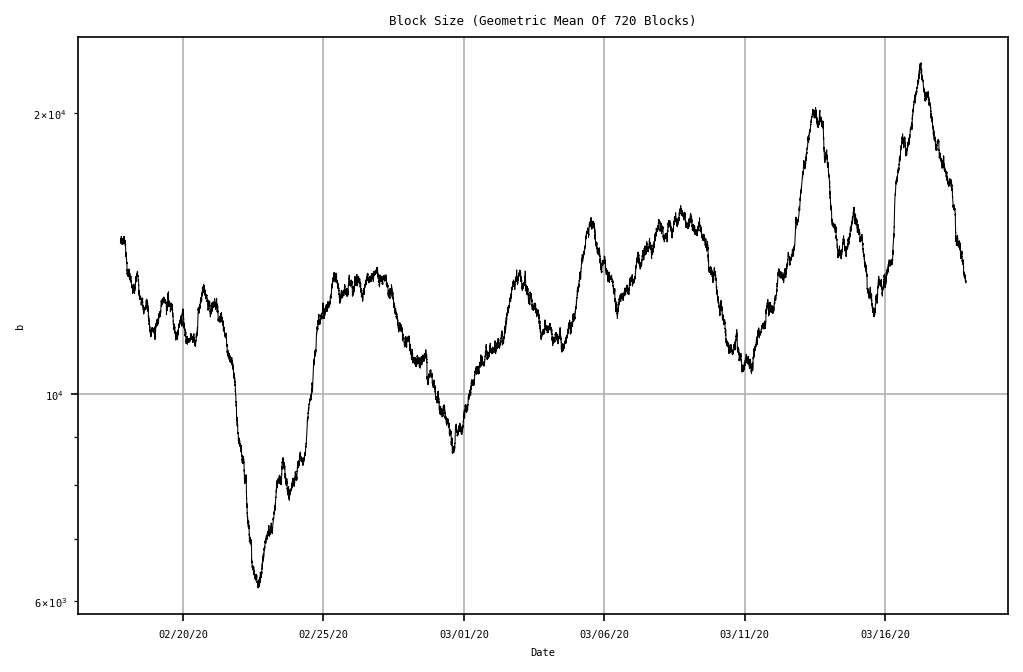 Block Size (Geometric Mean Of 720 Blocks)
2×10⁴
b
10⁴
6×10³
02/20/20 02/25/20 03/01/20 03/06/20 03/11/20 03/16/20
Date